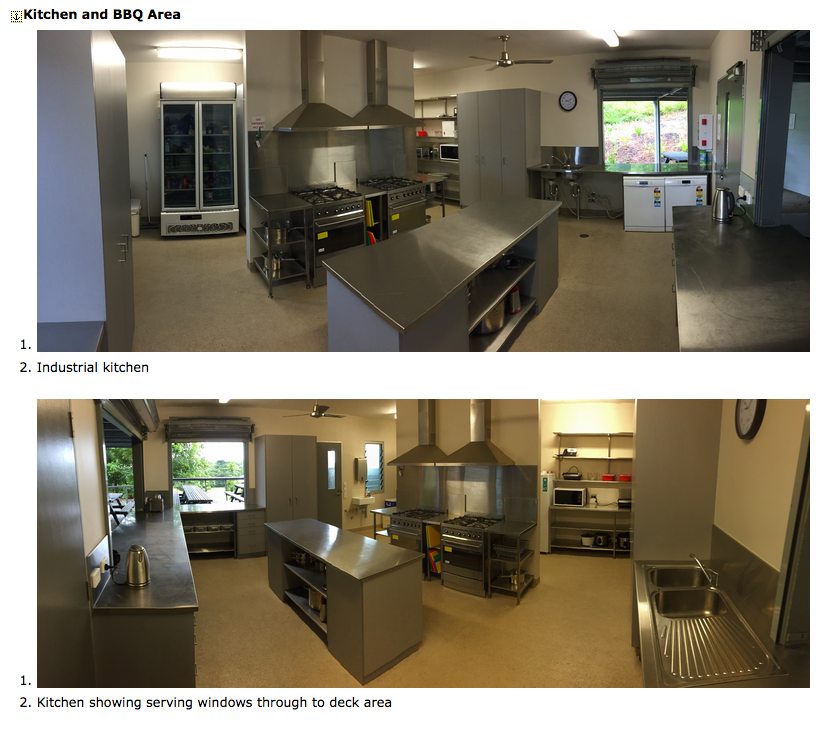 Kitchen and BBQ Area
1.
2. Industrial kitchen
1.
2. Kitchen showing serving windows through to deck area